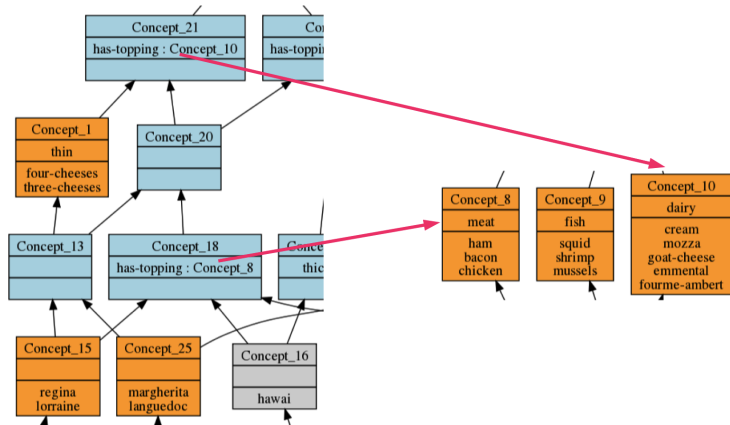 Concept_21
has-topping : Concept_10
Concept_1
thin
four-cheeses
three-cheeses
Concept_20
Concept_13
Concept_18
has-topping : Concept_8
Concept_15
regina
lorraine
Concept_25
margherita
languedoc
Concept_16
hawai
Concept_8
meat
ham
bacon
chicken
Concept_9
fish
squid
shrimp
mussels
Concept_10
dairy
cream
mozza
goat-cheese
emmental
fourme-ambert